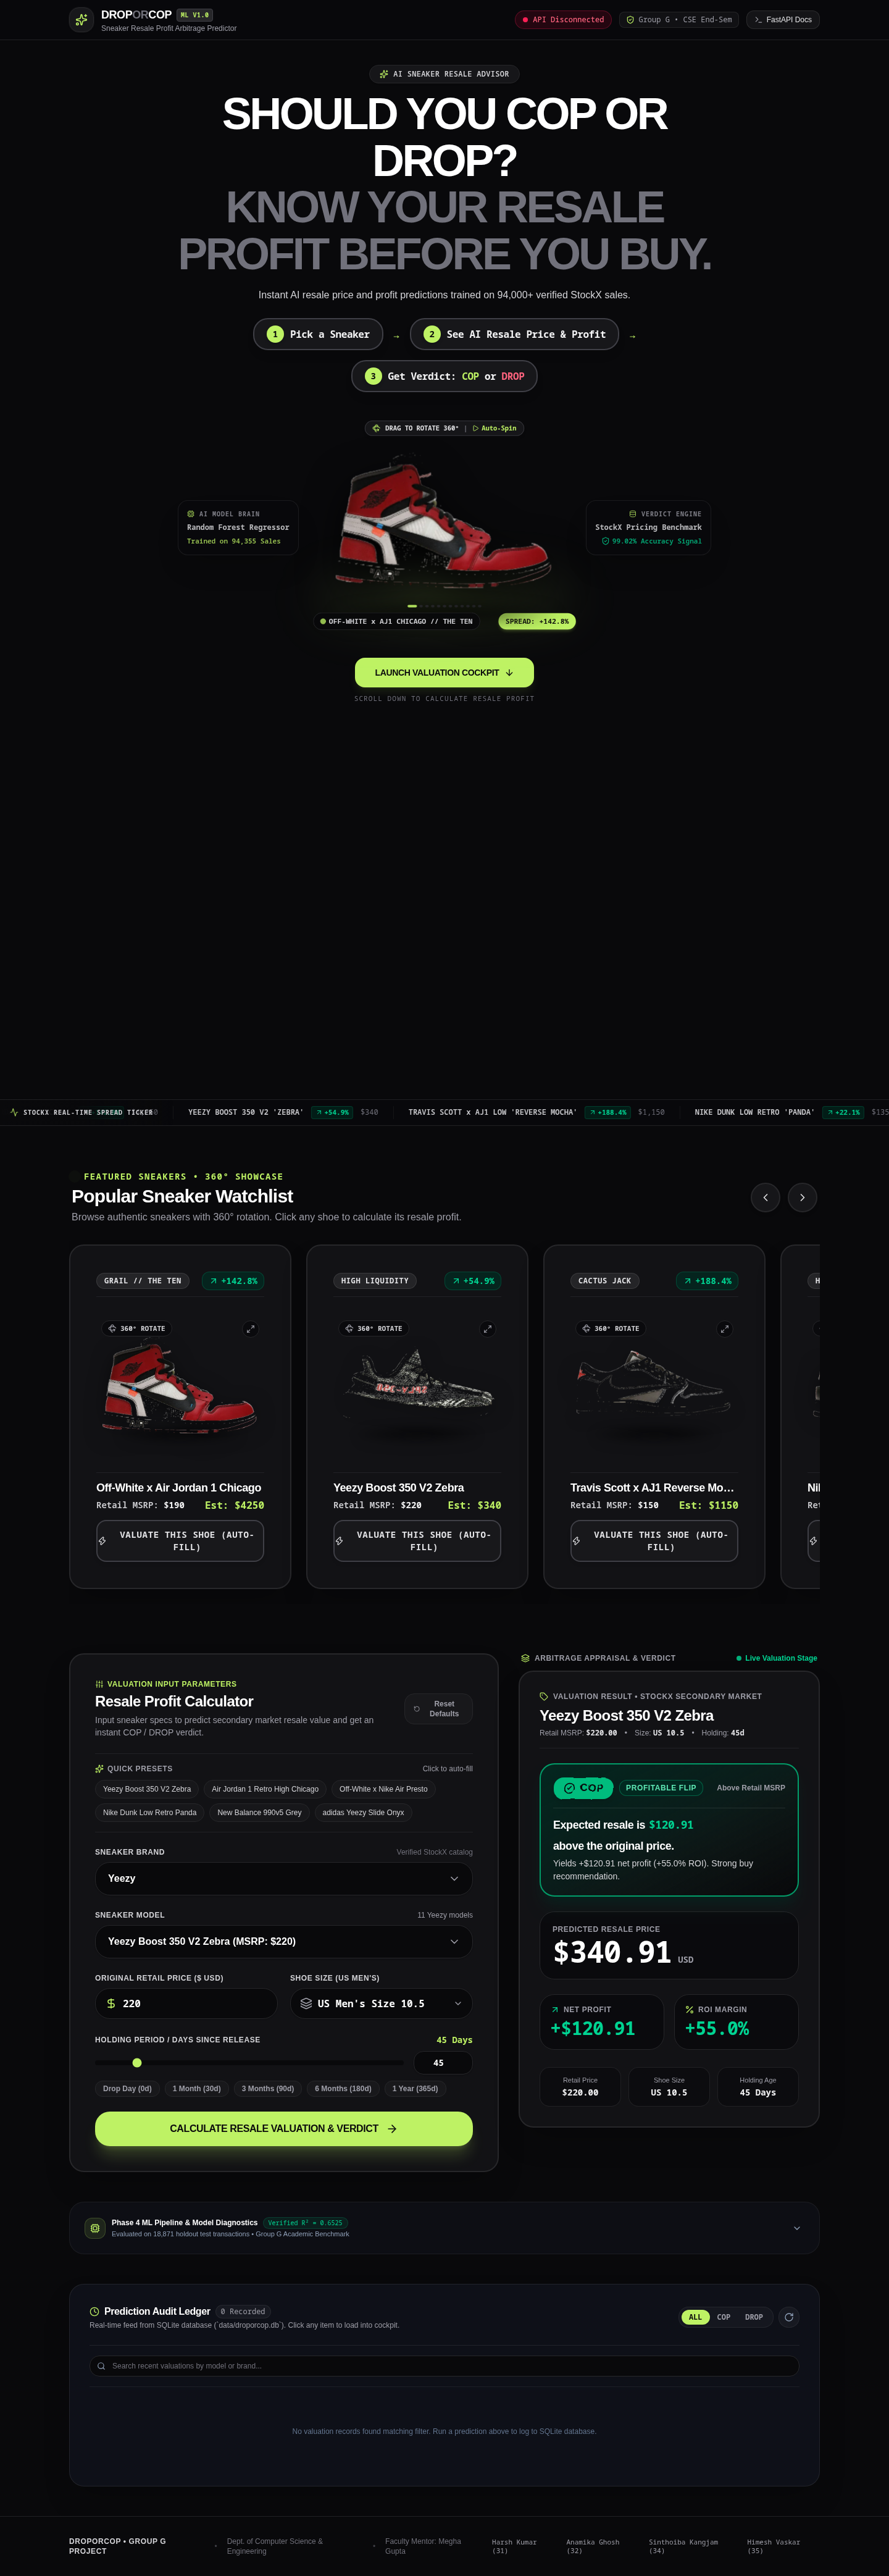 DROPORCOP ML V1.0
Sneaker Resale Profit Arbitrage Predictor
API Disconnected
Group G • CSE End-Sem
FastAPI Docs
AI SNEAKER RESALE ADVISOR
SHOULD YOU COP OR
DROP?
KNOW YOUR RESALE
PROFIT BEFORE YOU BUY.
Instant AI resale price and profit predictions trained on 94,000+ verified StockX sales.
1 Pick a Sneaker → 2 See AI Resale Price & Profit →
3 Get Verdict: COP or DROP
DRAG TO ROTATE 360° | Auto-Spin
AI MODEL BRAIN
Random Forest Regressor
Trained on 94,355 Sales
VERDICT ENGINE
StockX Pricing Benchmark
99.02% Accuracy Signal
OFF-WHITE x AJ1 CHICAGO // THE TEN
SPREAD: +142.8%
LAUNCH VALUATION COCKPIT
SCROLL DOWN TO CALCULATE RESALE PROFIT
STOCKX REAL-TIME SPREAD TICKER
YEEZY BOOST 350 V2 'ZEBRA' +54.9% $340
TRAVIS SCOTT x AJ1 LOW 'REVERSE MOCHA' +188.4% $1,150
NIKE DUNK LOW RETRO 'PANDA' +22.1% $135
FEATURED SNEAKERS • 360° SHOWCASE
Popular Sneaker Watchlist
Browse authentic sneakers with 360° rotation. Click any shoe to calculate its resale profit.
GRAIL // THE TEN +142.8%
360° ROTATE
Off-White x Air Jordan 1 Chicago
Retail MSRP: $190 Est: $4250
VALUATE THIS SHOE (AUTO-
FILL)
HIGH LIQUIDITY +54.9%
360° ROTATE
Yeezy Boost 350 V2 Zebra
Retail MSRP: $220 Est: $340
VALUATE THIS SHOE (AUTO-
FILL)
CACTUS JACK +188.4%
360° ROTATE
Travis Scott x AJ1 Reverse Mo...
Retail MSRP: $150 Est: $1150
VALUATE THIS SHOE (AUTO-
FILL)
VALUATION INPUT PARAMETERS
Resale Profit Calculator
Input sneaker specs to predict secondary market resale value and get an
instant COP / DROP verdict.
Reset
Defaults
QUICK PRESETS
Click to auto-fill
Yeezy Boost 350 V2 Zebra
Air Jordan 1 Retro High Chicago
Off-White x Nike Air Presto
Nike Dunk Low Retro Panda
New Balance 990v5 Grey
adidas Yeezy Slide Onyx
SNEAKER BRAND
Verified StockX catalog
Yeezy
SNEAKER MODEL
11 Yeezy models
Yeezy Boost 350 V2 Zebra (MSRP: $220)
ORIGINAL RETAIL PRICE ($ USD)
220
SHOE SIZE (US MEN'S)
US Men's Size 10.5
HOLDING PERIOD / DAYS SINCE RELEASE
45 Days
45
Drop Day (0d)
1 Month (30d)
3 Months (90d)
6 Months (180d)
1 Year (365d)
CALCULATE RESALE VALUATION & VERDICT
ARBITRAGE APPRAISAL & VERDICT
Live Valuation Stage
VALUATION RESULT • STOCKX SECONDARY MARKET
Yeezy Boost 350 V2 Zebra
Retail MSRP: $220.00 • Size: US 10.5 • Holding: 45d
COP
PROFITABLE FLIP
Above Retail MSRP
Expected resale is $120.91
above the original price.
Yields +$120.91 net profit (+55.0% ROI). Strong buy
recommendation.
PREDICTED RESALE PRICE
$340.91 USD
NET PROFIT
+$120.91
ROI MARGIN
+55.0%
Retail Price
$220.00
Shoe Size
US 10.5
Holding Age
45 Days
Phase 4 ML Pipeline & Model Diagnostics Verified R² = 0.6525
Evaluated on 18,871 holdout test transactions • Group G Academic Benchmark
Prediction Audit Ledger 0 Recorded
Real-time feed from SQLite database (`data/droporcop.db`). Click any item to load into cockpit.
ALL COP DROP
Search recent valuations by model or brand...
No valuation records found matching filter. Run a prediction above to log to SQLite database.
DROPORCOP • GROUP G
PROJECT
•
Dept. of Computer Science &
Engineering
•
Faculty Mentor: Megha
Gupta
Harsh Kumar
(31)
Anamika Ghosh
(32)
Sinthoiba Kangjam
(34)
Himesh Vaskar
(35)